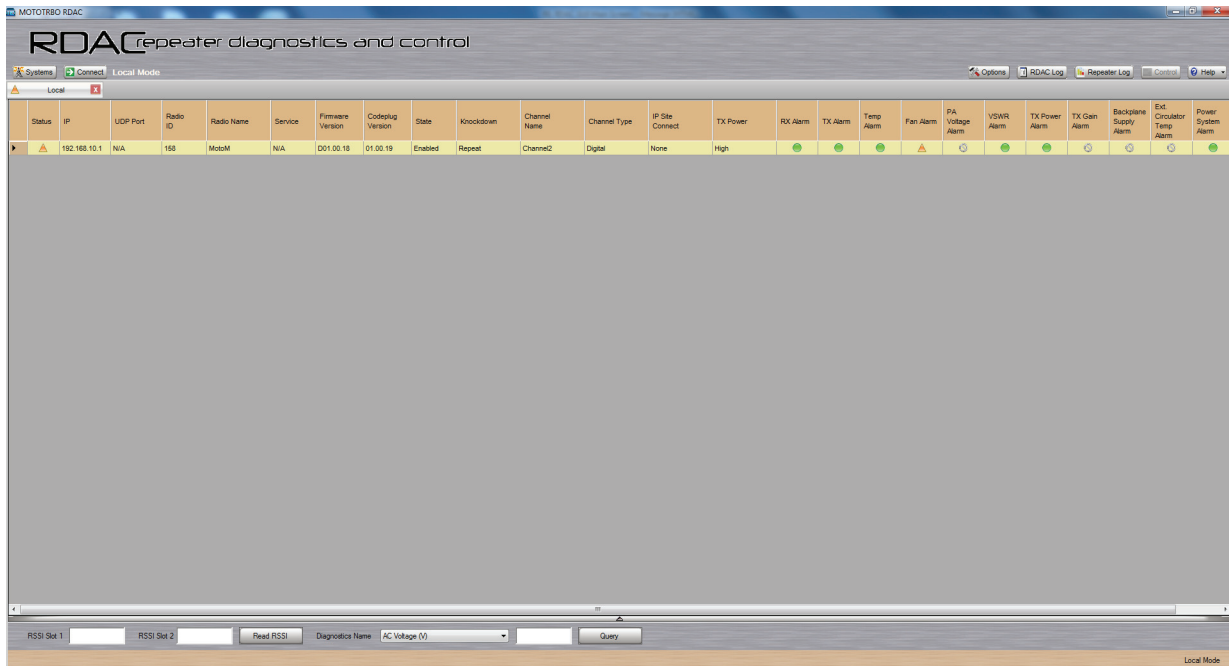 MOTOTRBO RDAC
RDAC repeater diagnostics and control
Systems Connect Local Mode Options RDAC Log Repeater Log Control Help
Local X
Status IP UDP Port Radio ID Radio Name Service Firmware Version Codeplug Version State Knockdown Channel Name Channel Type IP Site Connect TX Power RX Alarm TX Alarm Temp Alarm Fan Alarm PA Voltage Alarm VSWR Alarm TX Power Alarm TX Gain Alarm Backplane Supply Alarm Ext. Circulator Temp Alarm Power System Alarm
192.168.10.1 N/A 168 MotoM N/A D01.00.18 01.00.19 Enabled Repeat Channel2 Digital None High
RSSI Slot 1 RSSI Slot 2 Read RSSI Diagnostics Name AC Voltage (V) Query
Local Mode